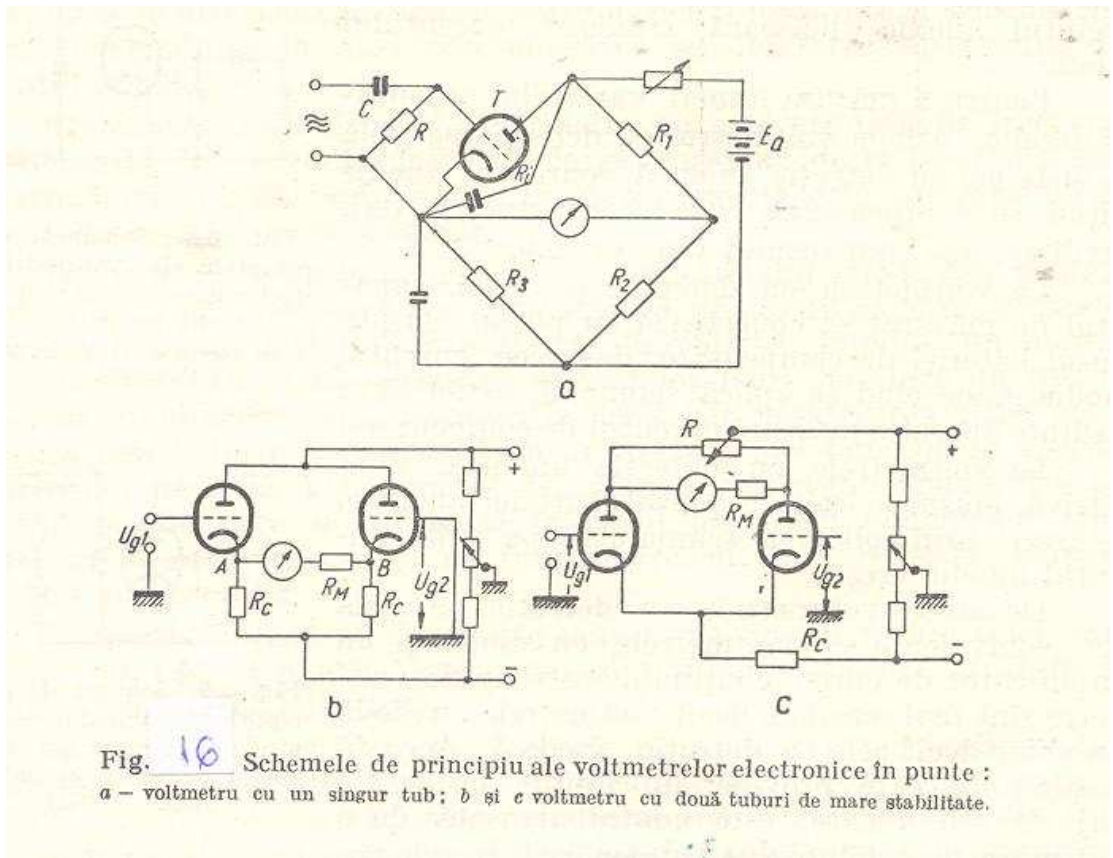 C
R
T
Ri
R1
Ea
R3
R2
a
Ug1
A
RM
B
RC
RC
Ug2
+
−
b
R
RM
Ug1
Ug2
RC
+
−
c
Fig. 16 Schemele de principiu ale voltmetrelor electronice în punte :
a — voltmetru cu un singur tub ; b și c voltmetru cu două tuburi de mare stabilitate.